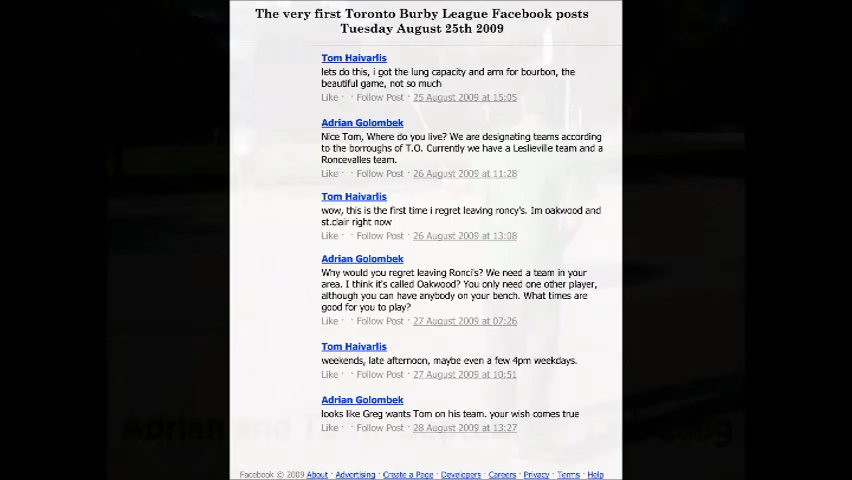 The very first Toronto Burby League Facebook posts
Tuesday August 25th 2009
Tom Haivarlis
lets do this, i got the lung capacity and arm for bourbon, the
beautiful game, not so much
Like · · Follow Post · 25 August 2009 at 15:05
Adrian Golombek
Nice Tom, Where do you live? We are designating teams according
to the borroughs of T.O. Currently we have a Leslieville team and a
Roncevalles team.
Like · · Follow Post · 26 August 2009 at 11:28
Tom Haivarlis
wow, this is the first time i regret leaving roncy's. Im oakwood and
st.clair right now
Like · · Follow Post · 26 August 2009 at 13:08
Adrian Golombek
Why would you regret leaving Ronci's? We need a team in your
area. I think it's called Oakwood? You only need one other player,
although you can have anybody on your bench. What times are
good for you to play?
Like · · Follow Post · 27 August 2009 at 07:26
Tom Haivarlis
weekends, late afternoon, maybe even a few 4pm weekdays.
Like · · Follow Post · 27 August 2009 at 10:51
Adrian Golombek
looks like Greg wants Tom on his team. your wish comes true
Like · · Follow Post · 28 August 2009 at 13:27
Adrian and
Facebook © 2009 About · Advertising · Create a Page · Developers · Careers · Privacy · Terms · Help